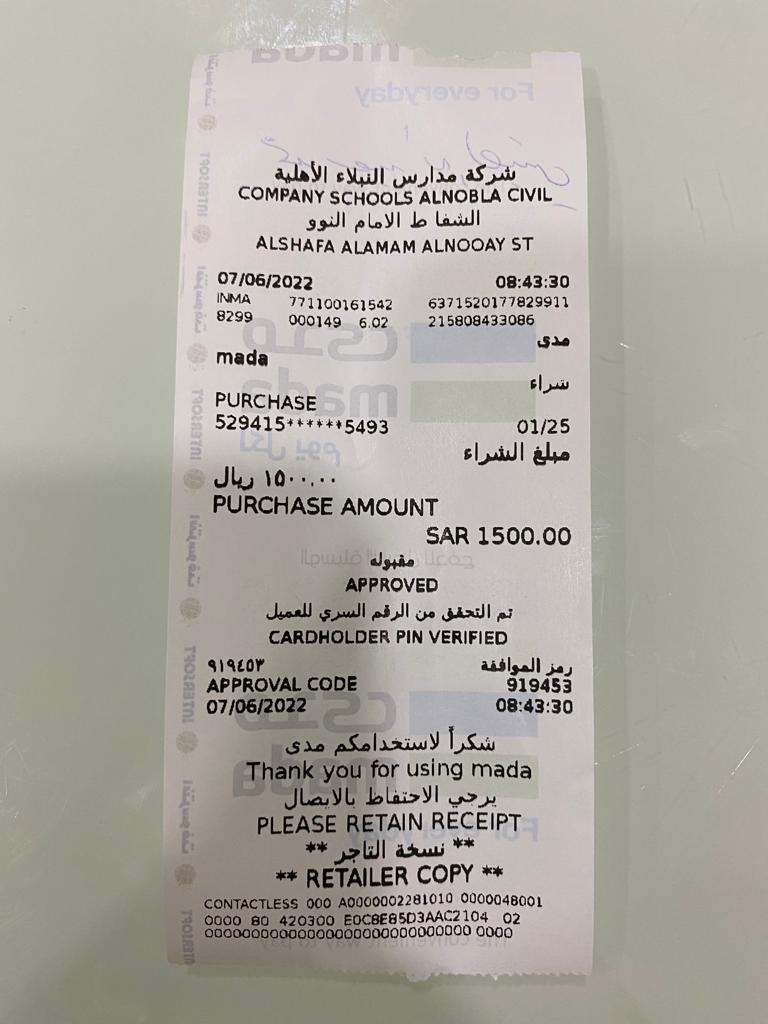 شركة مدارس النبلاء الأهلية
COMPANY SCHOOLS ALNOBLA CIVIL
الشفا ط الامام النوو
ALSHAFA ALAMAM ALNOOAY ST
07/06/2022 08:43:30
INMA 771100161542 6371520177829911
8299 000149 6.02 215808433086
مدى
mada
شراء
PURCHASE
529415******5493 01/25
مبلغ الشراء
١٥٠٠.٠٠ ريال
PURCHASE AMOUNT
SAR 1500.00
مقبوله
APPROVED
تم التحقق من الرقم السري للعميل
CARDHOLDER PIN VERIFIED
رمز الموافقة ٩١٩٤٥٣
APPROVAL CODE 919453
07/06/2022 08:43:30
شكراً لاستخدامكم مدى
Thank you for using mada
يرجي الاحتفاظ بالايصال
PLEASE RETAIN RECEIPT
** نسخة التاجر **
** RETAILER COPY **
CONTACTLESS 000 A0000002281010 0000048001
0000 80 420300 E0C8E85D3AAC2104 02